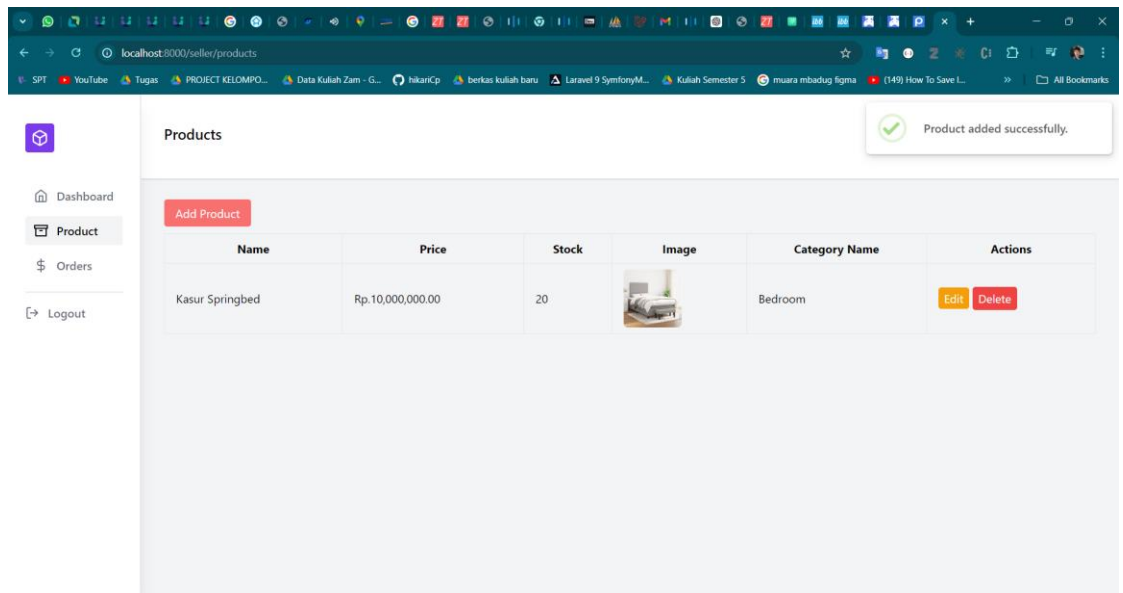 localhost:8000/seller/products
SPT YouTube Tugas PROJECT KELOMPO... Data Kuliah Zam - G... hikariCp berkas kuliah baru Laravel 9 SymfonyM... Kuliah Semester 5 muara mbadug figma (149) How To Save I... » All Bookmarks
Products
Product added successfully.
Dashboard
Product
Orders
Logout
Add Product
Name Price Stock Image Category Name Actions
Kasur Springbed Rp.10,000,000.00 20 Bedroom Edit Delete